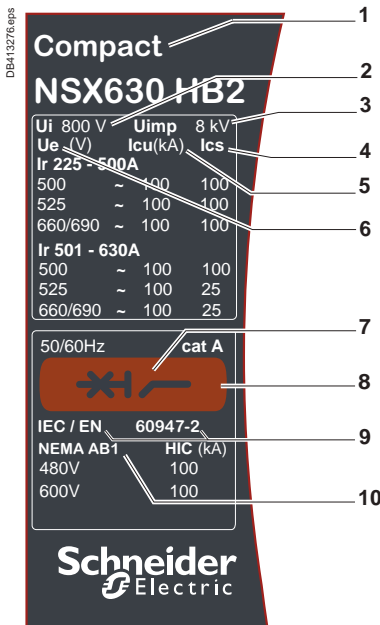 DB413276.eps
Compact 1
NSX630 HB2 2
Ui 800 V Uimp 8 kV 3
Ue (V) Icu(kA) Ics 4
Ir 225 - 500A 5
500 ~ 100 100
525 ~ 100 100
660/690 ~ 100 100 6
Ir 501 - 630A
500 ~ 100 100
525 ~ 100 25
660/690 ~ 100 25
7
50/60Hz cat A
8
IEC / EN 60947-2 9
NEMA AB1 HIC (kA)
480V 100
600V 100 10
Schneider
Electric